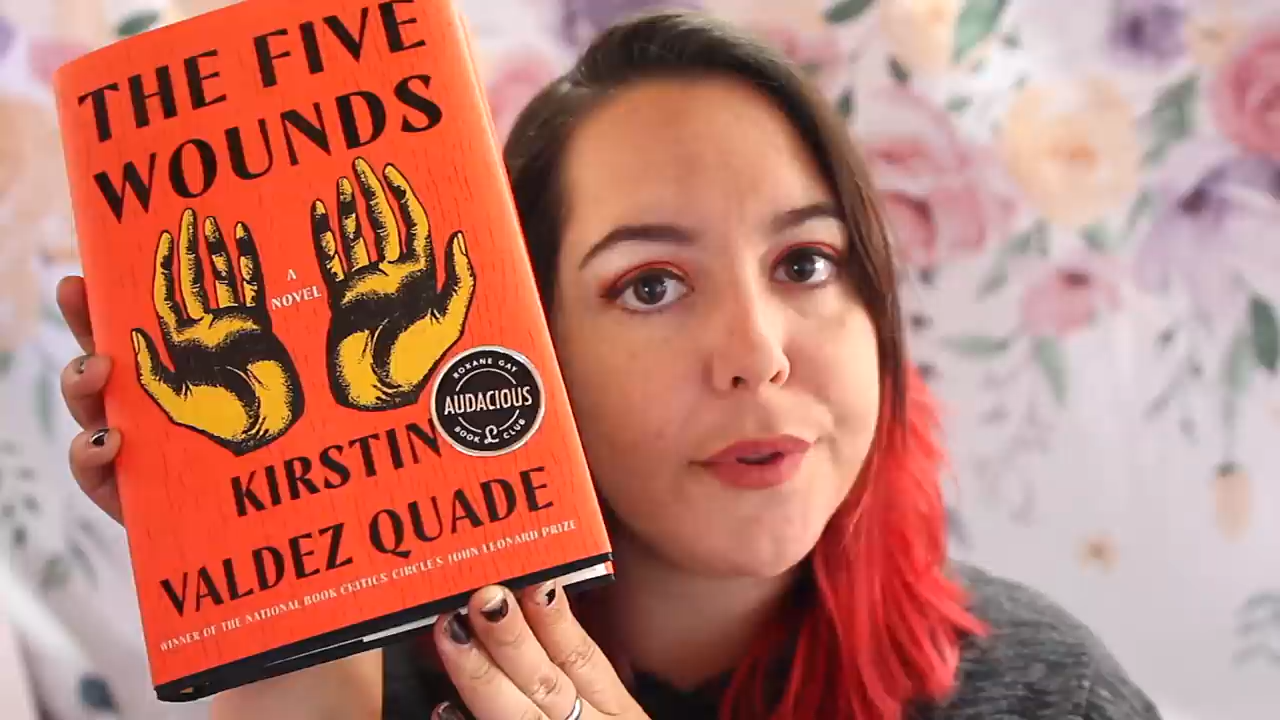 THE FIVE
WOUNDS
A
NOVEL
ROXANE GAY
AUDACIOUS
BOOK CLUB
KIRSTIN
VALDEZ QUADE
WINNER OF THE NATIONAL BOOK CRITICS CIRCLE'S JOHN LEONARD PRIZE